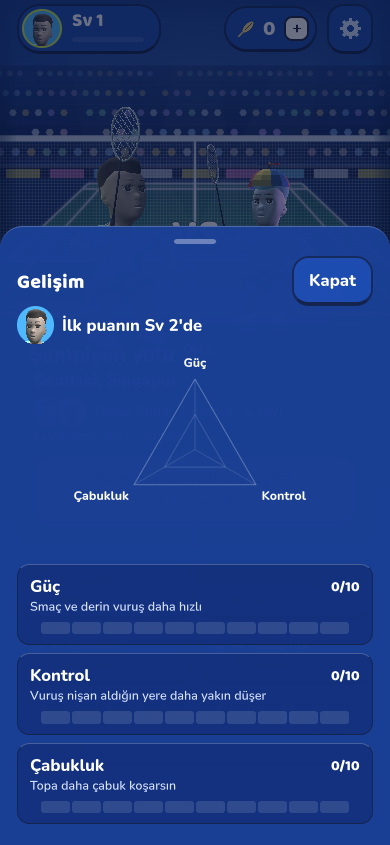 Sv 1
0
+
Gelişim
Kapat
İlk puanın Sv 2'de
Güç
Çabukluk
Kontrol
Güç
0/10
Smaç ve derin vuruş daha hızlı
Kontrol
0/10
Vuruş nişan aldığın yere daha yakın düşer
Çabukluk
0/10
Topa daha çabuk koşarsın